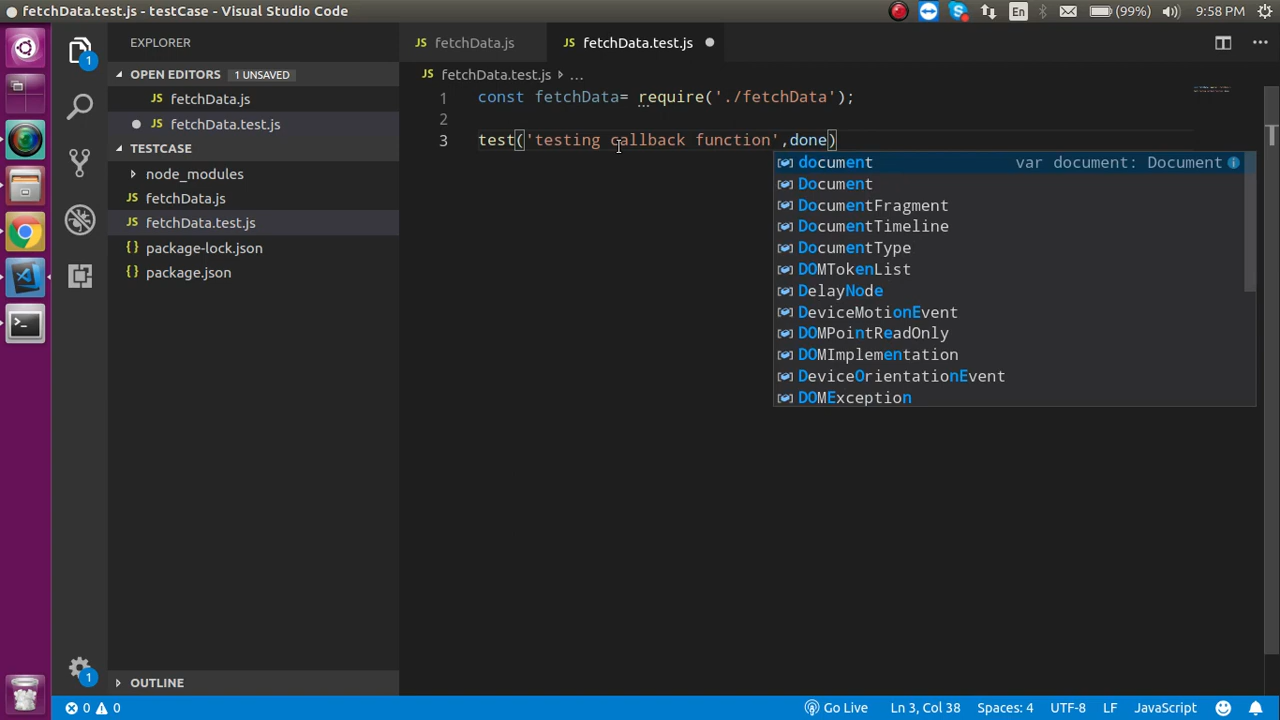 fetchData.test.js - testCase - Visual Studio Code
En
(99%)
9:58 PM
1
EXPLORER
OPEN EDITORS 1 UNSAVED
JS fetchData.js
JS fetchData.test.js
TESTCASE
node_modules
JS fetchData.js
JS fetchData.test.js
{} package-lock.json
{} package.json
OUTLINE
1
JS fetchData.js
JS fetchData.test.js
JS fetchData.test.js › ...
1 const fetchData= require('./fetchData');
2
3 test('testing callback function',done)
document var document: Document
Document
DocumentFragment
DocumentTimeline
DocumentType
DOMTokenList
DelayNode
DeviceMotionEvent
DOMPointReadOnly
DOMImplementation
DeviceOrientationEvent
DOMException
0 0
Go Live
Ln 3, Col 38
Spaces: 4
UTF-8
LF
JavaScript